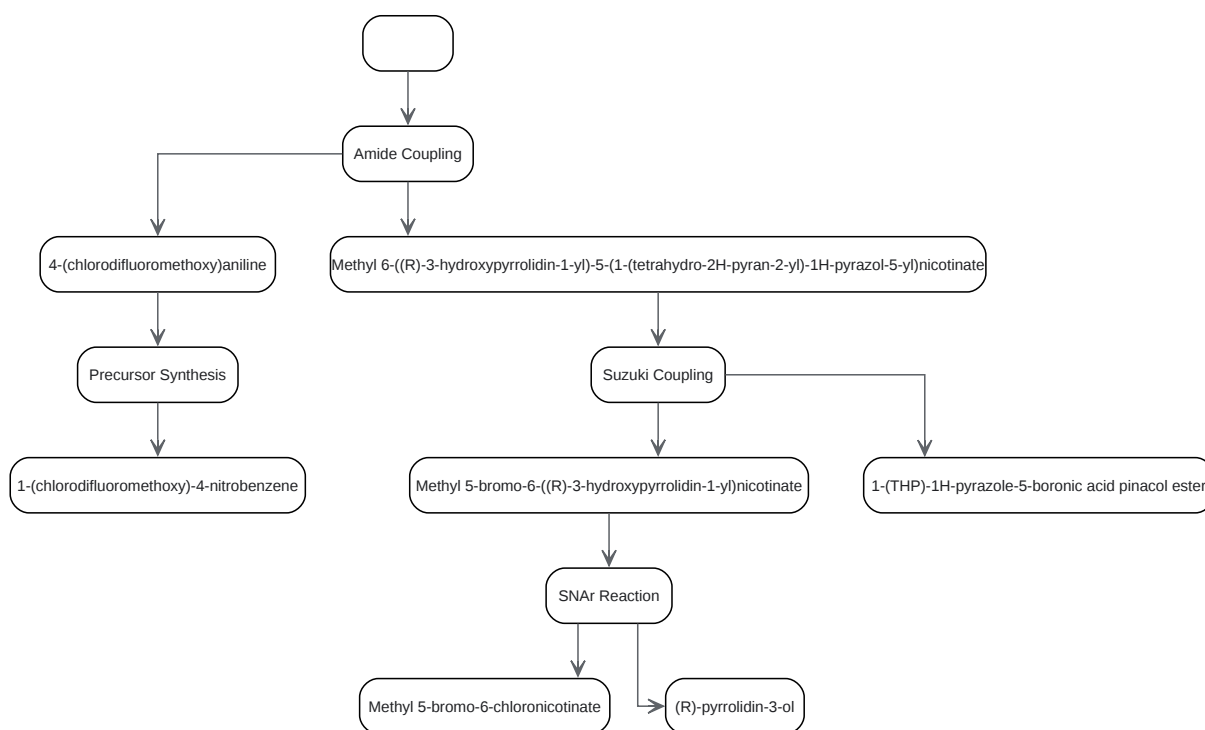 Amide Coupling
4-(chlorodifluoromethoxy)aniline
Methyl 6-((R)-3-hydroxypyrrolidin-1-yl)-5-(1-(tetrahydro-2H-pyran-2-yl)-1H-pyrazol-5-yl)nicotinate
Precursor Synthesis
Suzuki Coupling
1-(chlorodifluoromethoxy)-4-nitrobenzene
Methyl 5-bromo-6-((R)-3-hydroxypyrrolidin-1-yl)nicotinate
1-(THP)-1H-pyrazole-5-boronic acid pinacol ester
SNAr Reaction
Methyl 5-bromo-6-chloronicotinate
(R)-pyrrolidin-3-ol